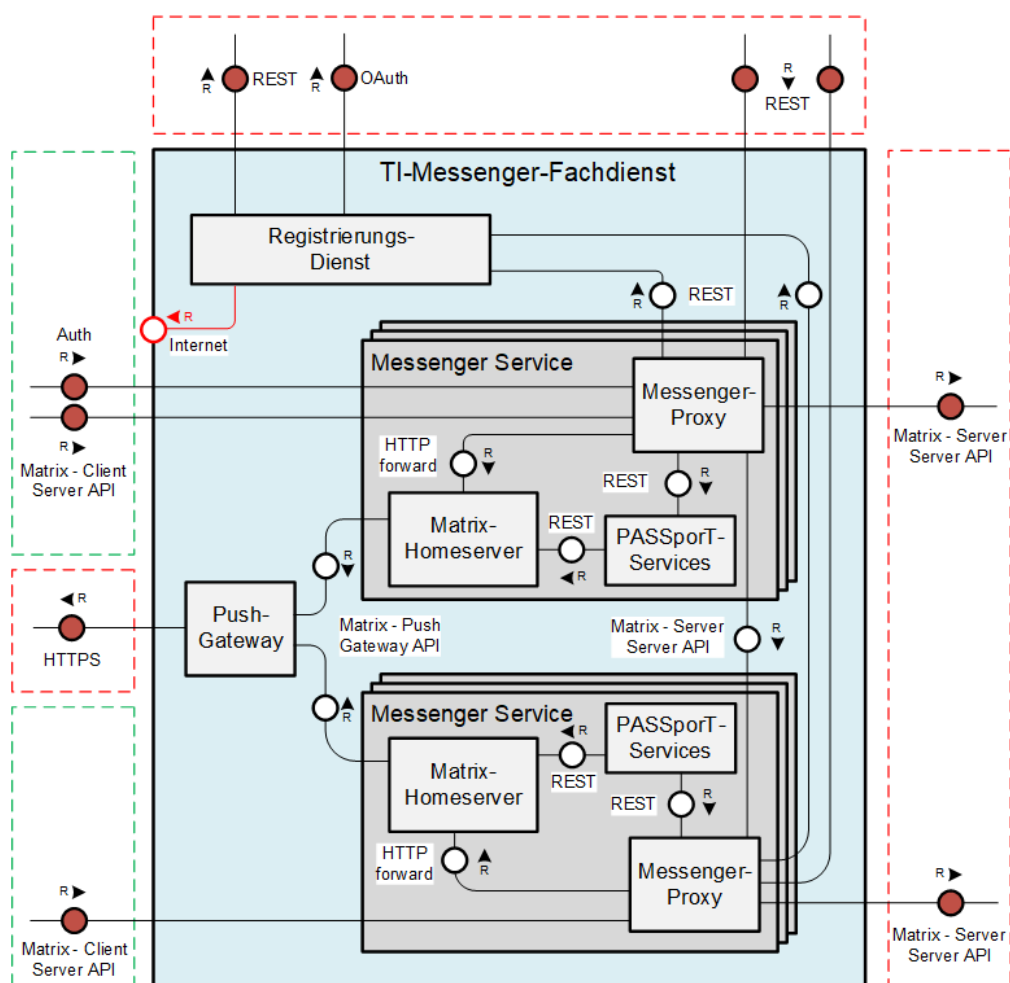 R
REST
R
OAuth
R
REST
TI-Messenger-Fachdienst
Registrierungs-
Dienst
R
REST
R
R
Internet
Auth
R
R
Matrix - Client
Server API
Messenger Service
Messenger-
Proxy
R
Matrix - Server
Server API
HTTP
forward
R
REST
R
Matrix-
Homeserver
REST
R
PASSporT-
Services
R
R
HTTPS
Push-
Gateway
Matrix - Push
Gateway API
Matrix - Server
Server API
R
R
Messenger Service
PASSporT-
Services
R
REST
Matrix-
Homeserver
REST
R
HTTP
forward
R
Messenger-
Proxy
R
Matrix - Client
Server API
R
Matrix - Server
Server API